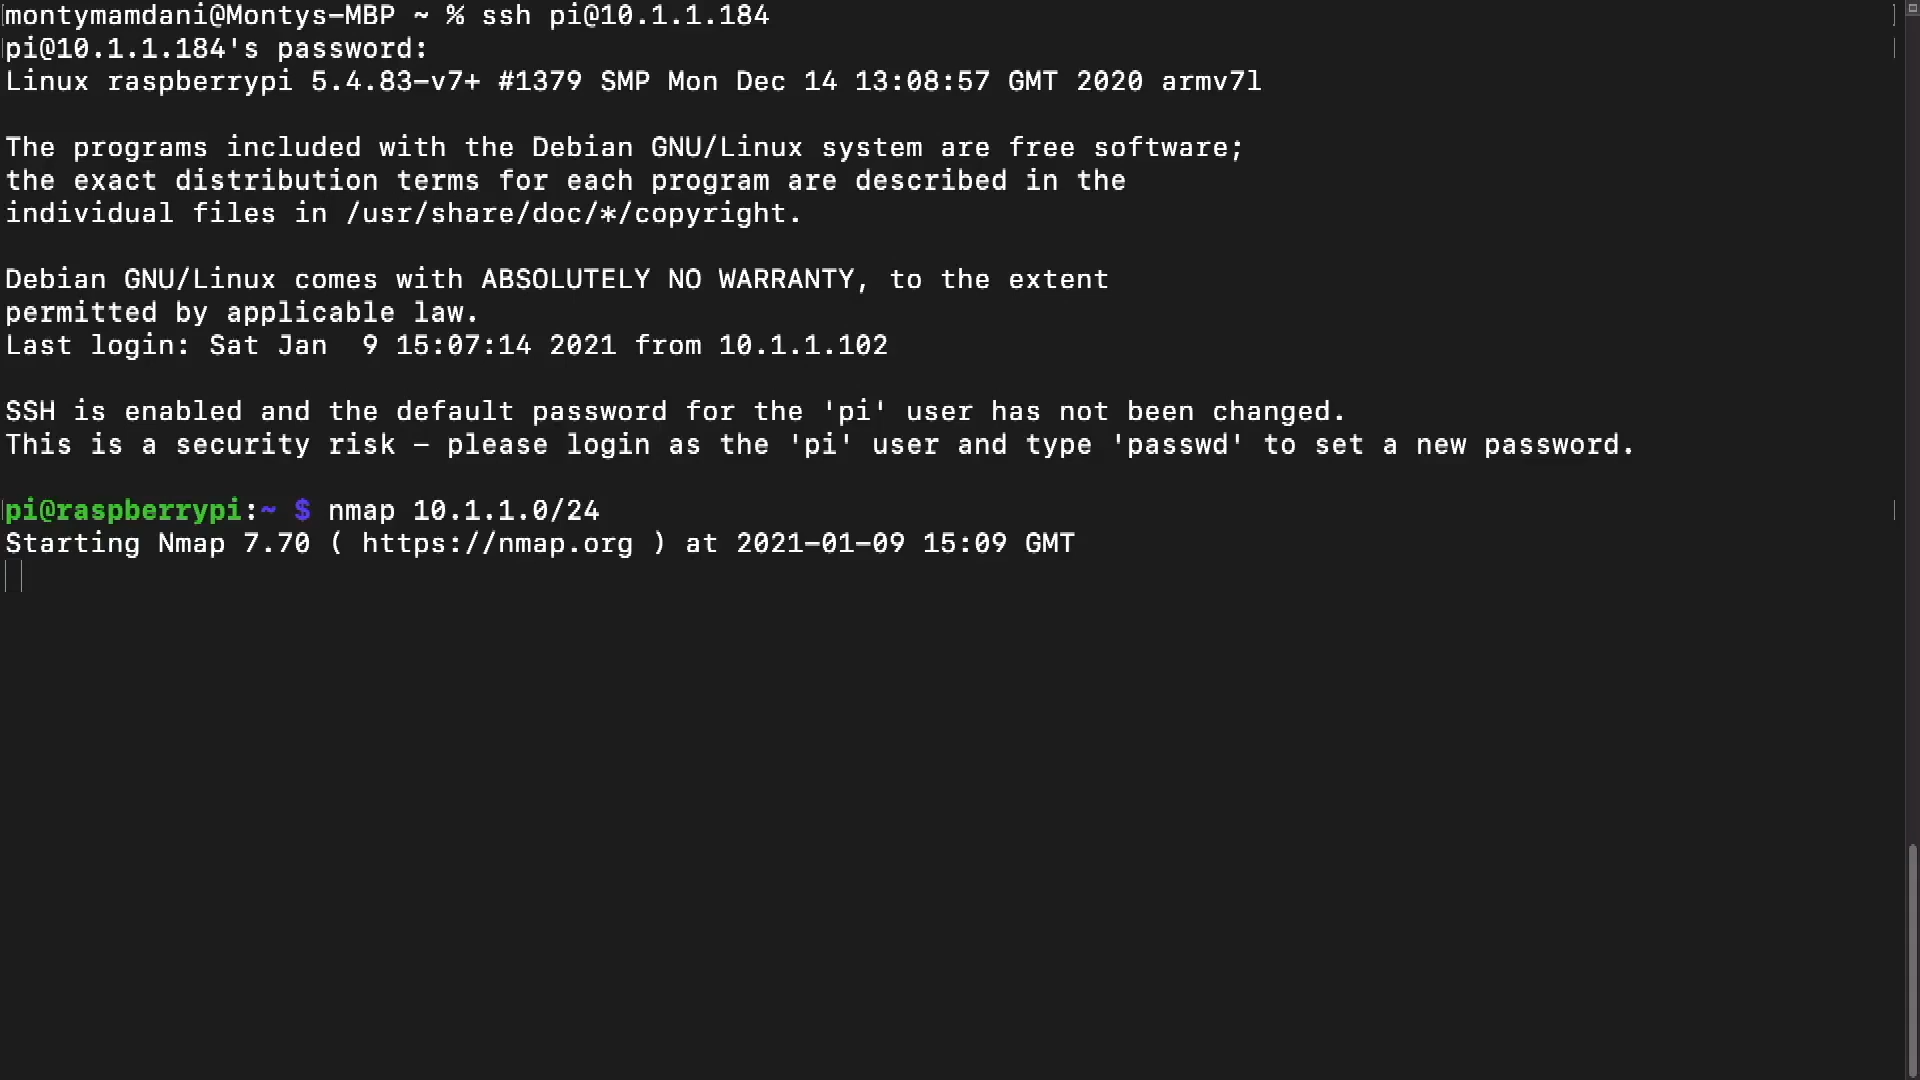 montymamdani@Montys-MBP ~ % ssh pi@10.1.1.184
pi@10.1.1.184's password:
Linux raspberrypi 5.4.83-v7+ #1379 SMP Mon Dec 14 13:08:57 GMT 2020 armv7l
The programs included with the Debian GNU/Linux system are free software;
the exact distribution terms for each program are described in the
individual files in /usr/share/doc/*/copyright.
Debian GNU/Linux comes with ABSOLUTELY NO WARRANTY, to the extent
permitted by applicable law.
Last login: Sat Jan  9 15:07:14 2021 from 10.1.1.102
SSH is enabled and the default password for the 'pi' user has not been changed.
This is a security risk - please login as the 'pi' user and type 'passwd' to set a new password.
pi@raspberrypi:~ $ nmap 10.1.1.0/24
Starting Nmap 7.70 ( https://nmap.org ) at 2021-01-09 15:09 GMT